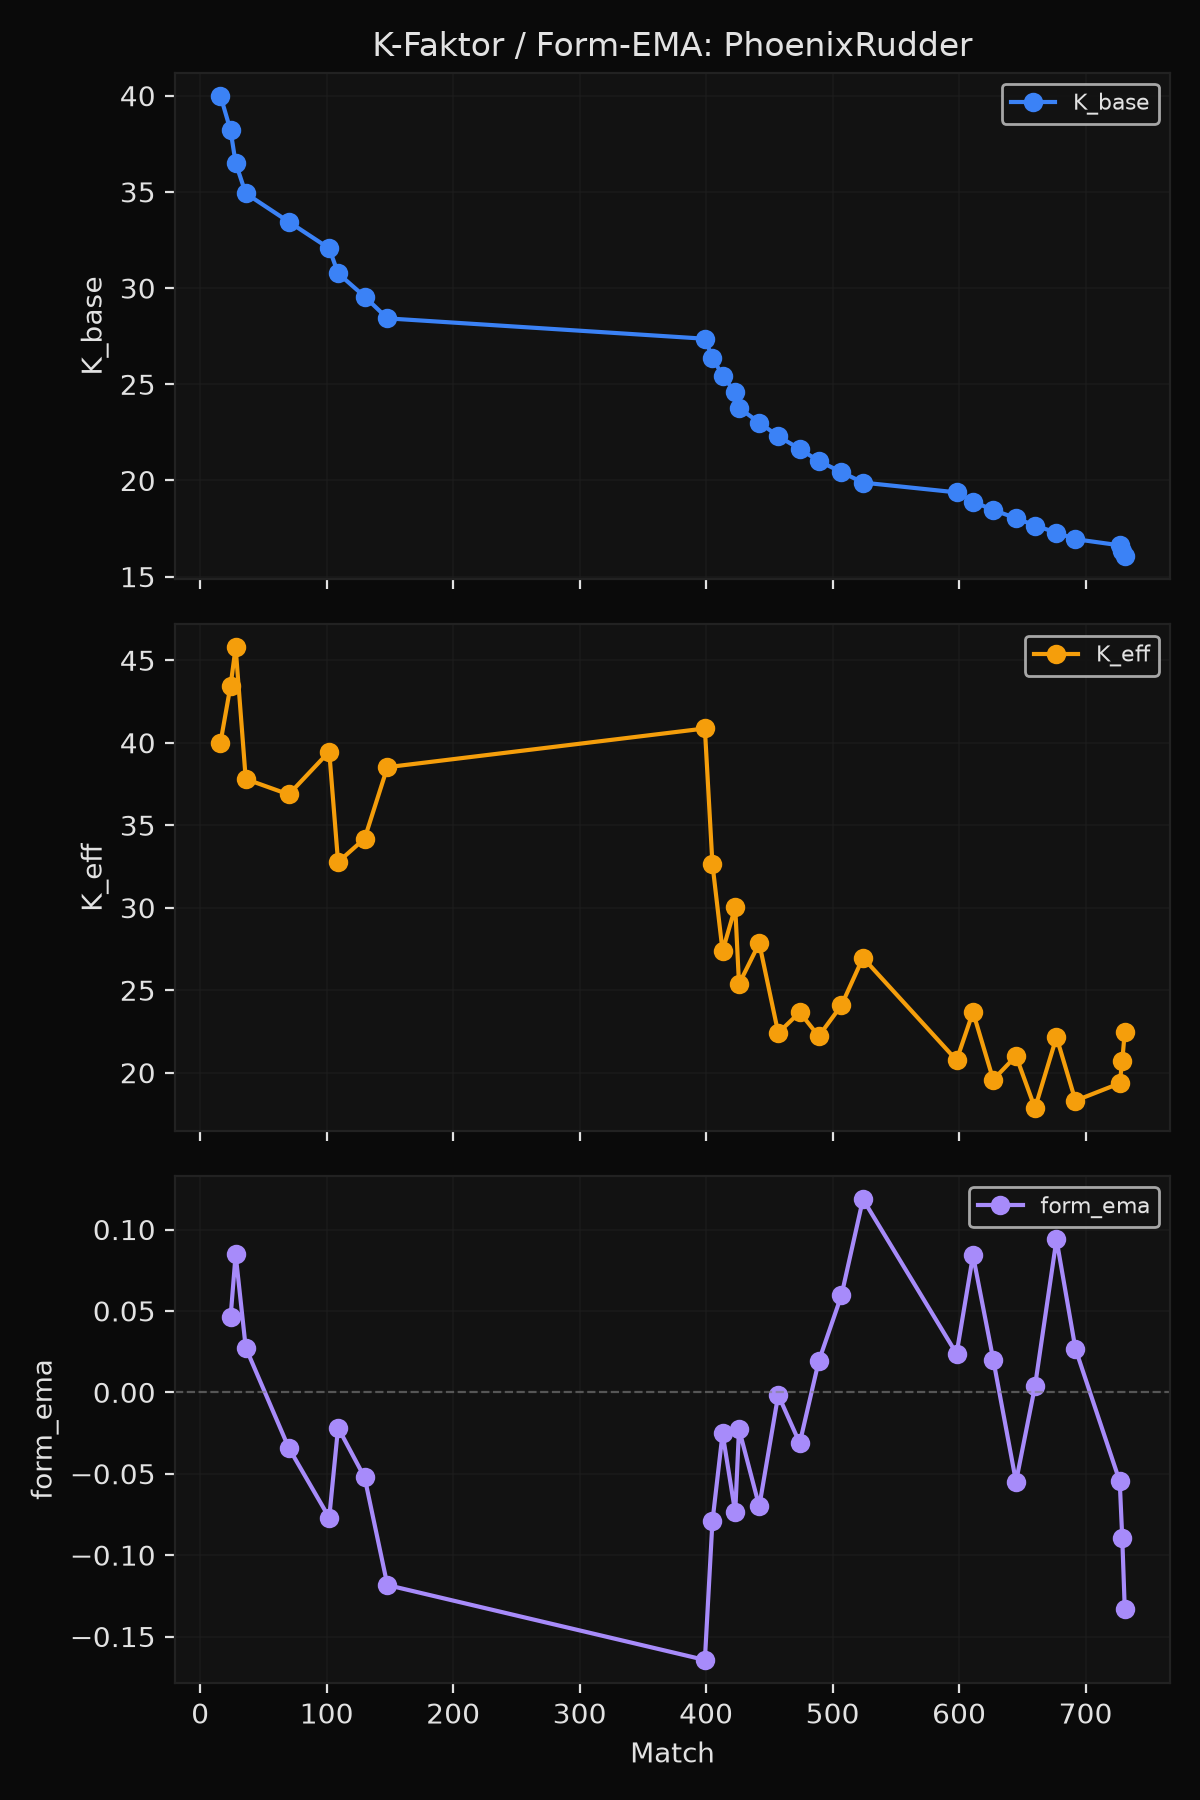 K-Faktor / Form-EMA: PhoenixRudder
K_base
40
35
30
25
20
15
K_base
K_eff
45
40
35
30
25
20
K_eff
form_ema
0.10
0.05
0.00
−0.05
−0.10
−0.15
form_ema
0 100 200 300 400 500 600 700
Match